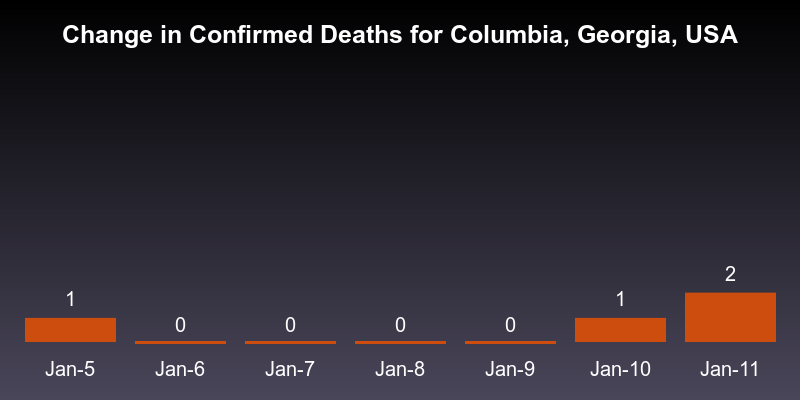 Change in Confirmed Deaths for Columbia, Georgia, USA
2
1 1
0 0 0 0
Jan-5 Jan-6 Jan-7 Jan-8 Jan-9 Jan-10 Jan-11